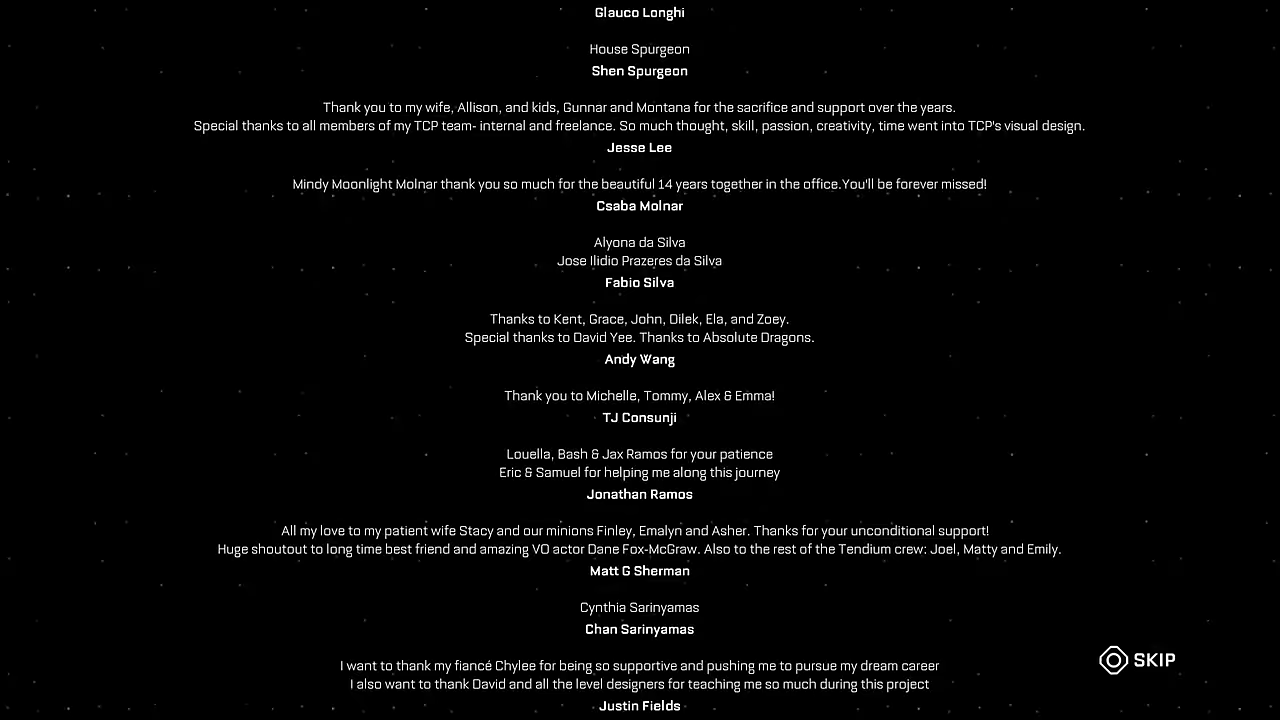 Glauco Longhi
House Spurgeon
Shen Spurgeon
Thank you to my wife, Allison, and kids, Gunnar and Montana for the sacrifice and support over the years.
Special thanks to all members of my TCP team- internal and freelance. So much thought, skill, passion, creativity, time went into TCP's visual design.
Jesse Lee
Mindy Moonlight Molnar thank you so much for the beautiful 14 years together in the office.You'll be forever missed!
Csaba Molnar
Alyona da Silva
Jose Ilidio Prazeres da Silva
Fabio Silva
Thanks to Kent, Grace, John, Dilek, Ela, and Zoey.
Special thanks to David Yee. Thanks to Absolute Dragons.
Andy Wang
Thank you to Michelle, Tommy, Alex & Emma!
TJ Consunji
Louella, Bash & Jax Ramos for your patience
Eric & Samuel for helping me along this journey
Jonathan Ramos
All my love to my patient wife Stacy and our minions Finley, Emalyn and Asher. Thanks for your unconditional support!
Huge shoutout to long time best friend and amazing VO actor Dane Fox-McGraw. Also to the rest of the Tendium crew: Joel, Matty and Emily.
Matt G Sherman
Cynthia Sarinyamas
Chan Sarinyamas
SKIP
I want to thank my fiancé Chylee for being so supportive and pushing me to pursue my dream career
I also want to thank David and all the level designers for teaching me so much during this project
Justin Fields